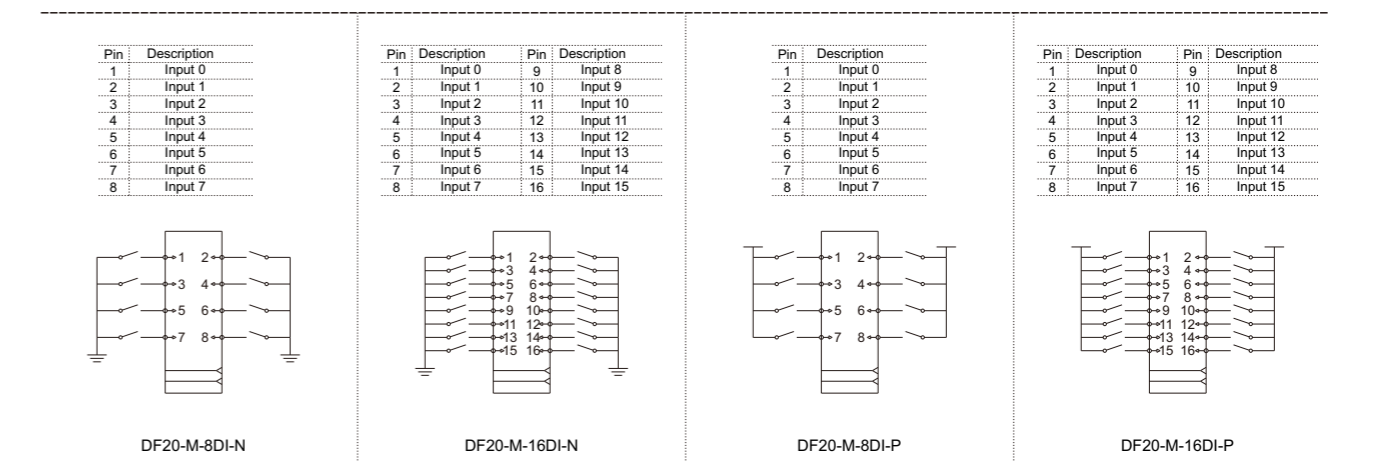 Pin Description
1 Input 0
2 Input 1
3 Input 2
4 Input 3
5 Input 4
6 Input 5
7 Input 6
8 Input 7
1 2
3 4
5 6
7 8
DF20-M-8DI-N
Pin Description Pin Description
1 Input 0 9 Input 8
2 Input 1 10 Input 9
3 Input 2 11 Input 10
4 Input 3 12 Input 11
5 Input 4 13 Input 12
6 Input 5 14 Input 13
7 Input 6 15 Input 14
8 Input 7 16 Input 15
1 2
3 4
5 6
7 8
9 10
11 12
13 14
15 16
DF20-M-16DI-N
Pin Description
1 Input 0
2 Input 1
3 Input 2
4 Input 3
5 Input 4
6 Input 5
7 Input 6
8 Input 7
1 2
3 4
5 6
7 8
DF20-M-8DI-P
Pin Description Pin Description
1 Input 0 9 Input 8
2 Input 1 10 Input 9
3 Input 2 11 Input 10
4 Input 3 12 Input 11
5 Input 4 13 Input 12
6 Input 5 14 Input 13
7 Input 6 15 Input 14
8 Input 7 16 Input 15
1 2
3 4
5 6
7 8
9 10
11 12
13 14
15 16
DF20-M-16DI-P